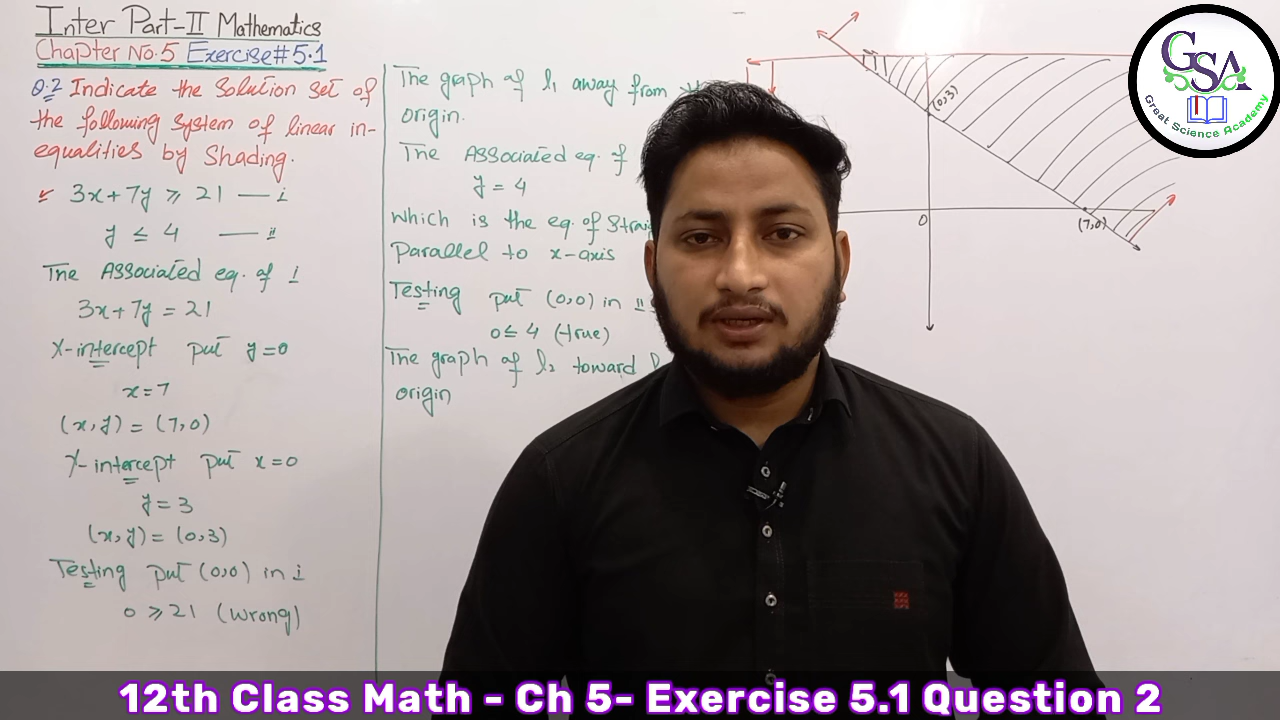 Inter Part-II Mathematics
Chapter No.5 Exercise#5.1
Q.2 Indicate the Solution set of
the following System of linear in-
equalities by Shading.
3x+7y ≥ 21 — i
y ≤ 4 — ii
The Associated eq. of i
3x+7y = 21
X-intercept put y=0
x=7
(x,y) = (7,0)
Y-intercept put x=0
y=3
(x,y) = (0,3)
Testing put (0,0) in i
0 ≥ 21 (wrong)
The graph of l₁ away from
origin.
The Associated eq. of
y = 4
which is the eq. of
Parallel to x-axis
Testing put (0,0) in ii
0 ≤ 4 (true)
The graph of l₂ toward
origin
(0,3)
0
(7,0)
GSA
Great Science Academy
12th Class Math - Ch 5- Exercise 5.1 Question 2